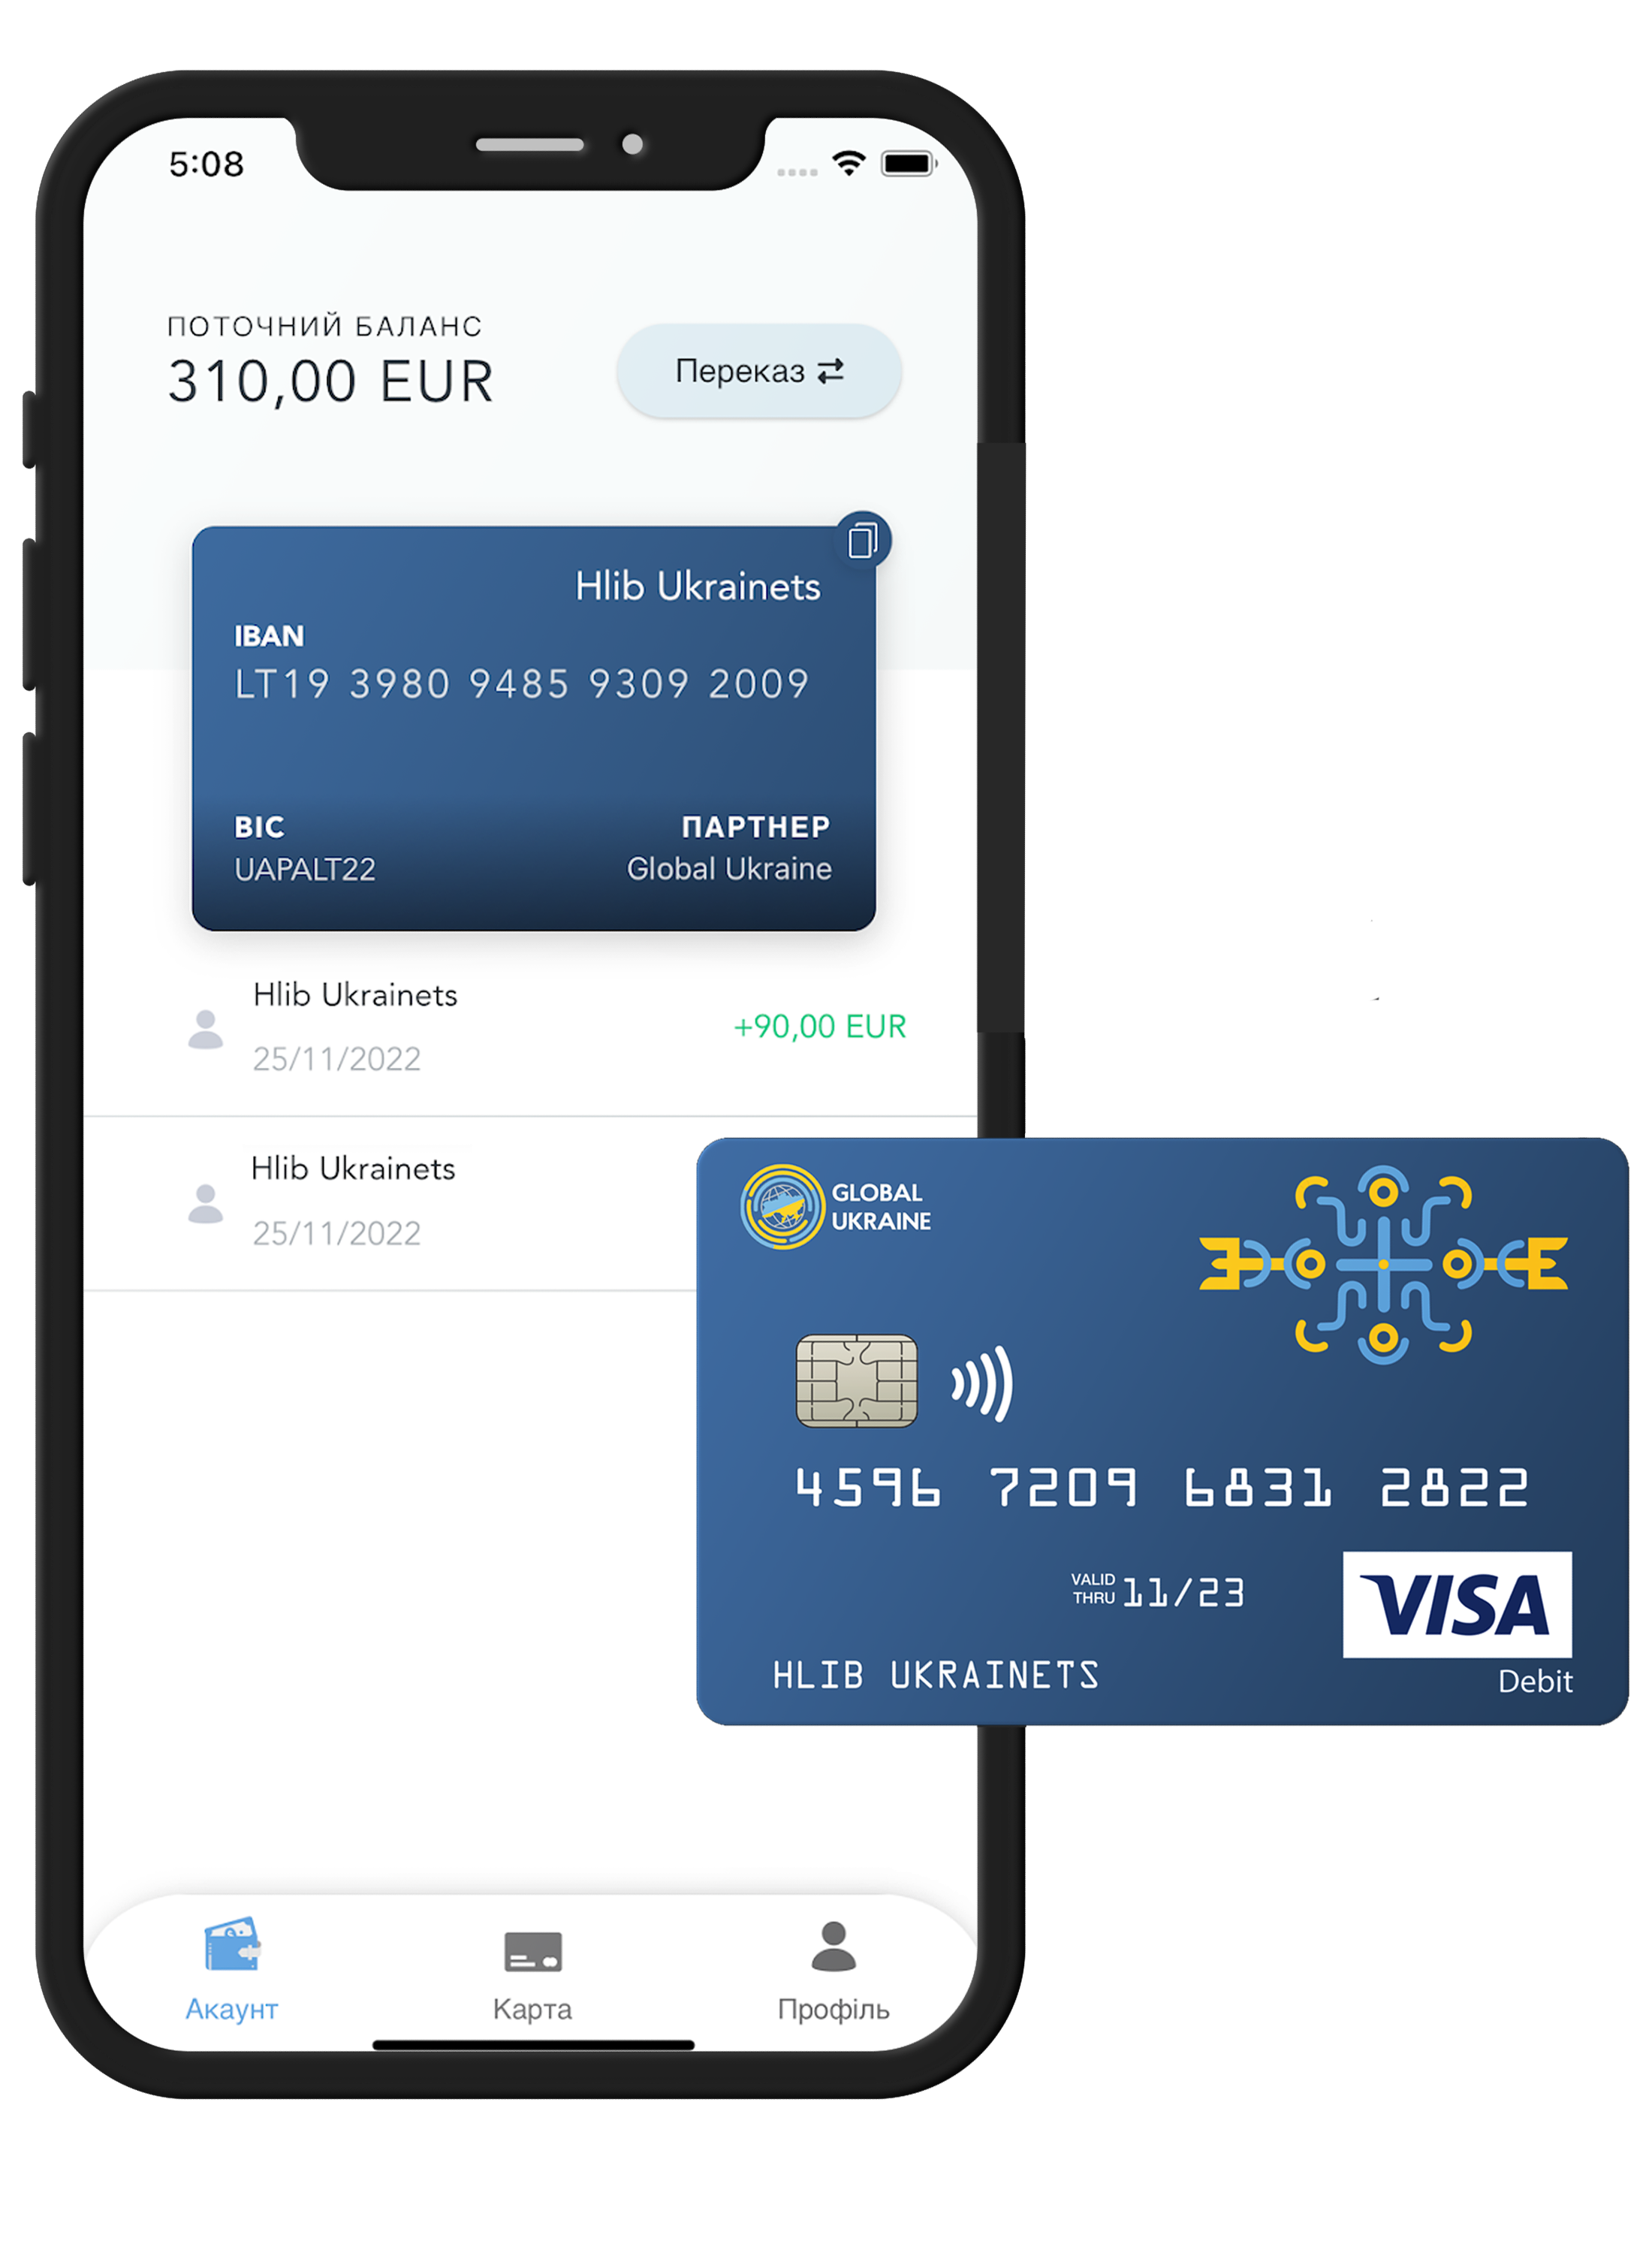 5:08
ПОТОЧНИЙ БАЛАНС
310,00 EUR
Переказ
Hlib Ukrainets
IBAN
LT19 3980 9485 9309 2009
BIC
ПАРТНЕР
UAPALT22
Global Ukraine
Hlib Ukrainets
+90,00 EUR
25/11/2022
Hlib Ukrainets
25/11/2022
GLOBAL
UKRAINE
4596 7209 6831 2822
VALID
THRU
11/23
VISA
HLIB UKRAINETS
Debit
Акаунт
Карта
Профіль